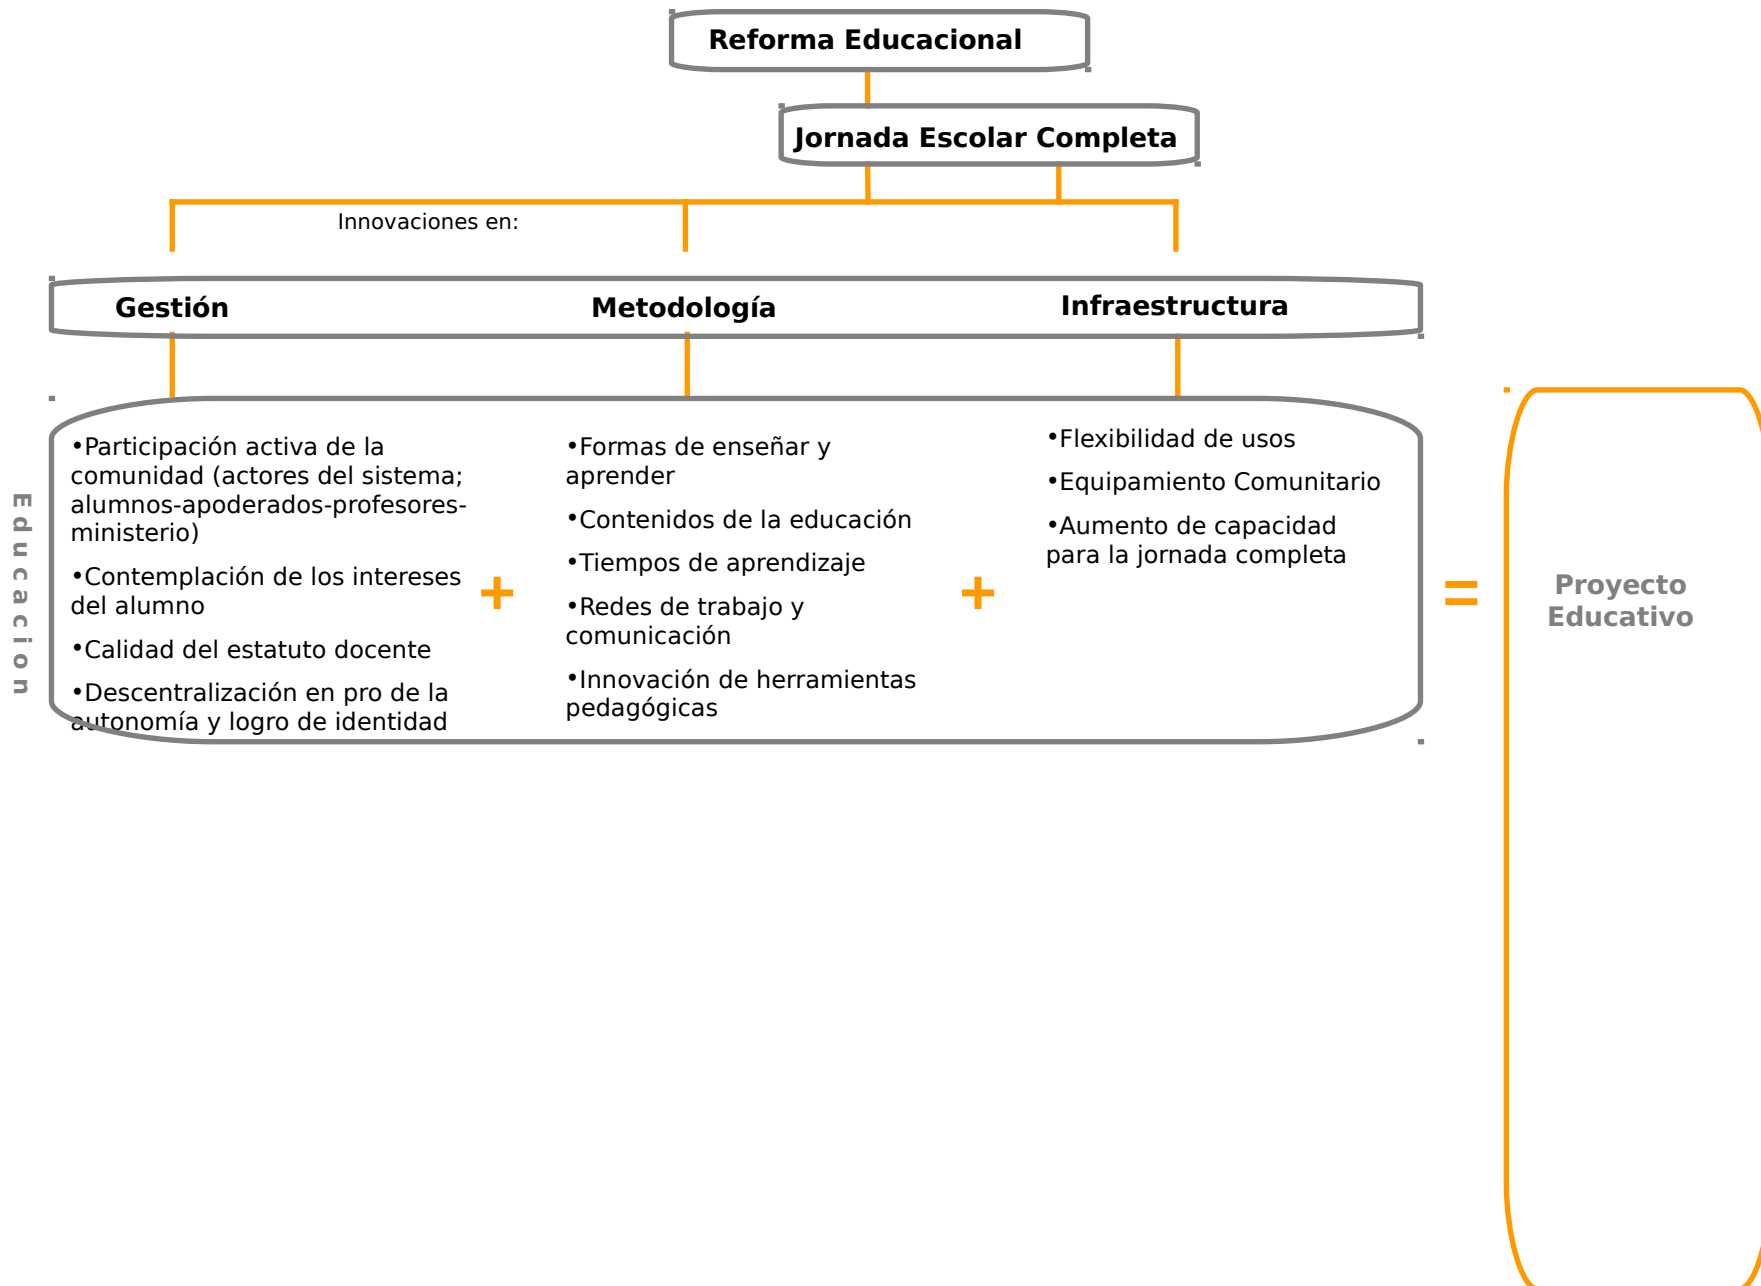 Reforma Educacional
Jornada Escolar Completa
Innovaciones en:
Gestión
Metodología
Infraestructura
Educacion
•Participación activa de la
comunidad (actores del sistema;
alumnos-apoderados-profesores-
ministerio)
•Contemplación de los intereses
del alumno
•Calidad del estatuto docente
•Descentralización en pro de la
autonomía y logro de identidad
+
•Formas de enseñar y
aprender
•Contenidos de la educación
•Tiempos de aprendizaje
•Redes de trabajo y
comunicación
•Innovación de herramientas
pedagógicas
+
•Flexibilidad de usos
•Equipamiento Comunitario
•Aumento de capacidad
para la jornada completa
=
Proyecto
Educativo